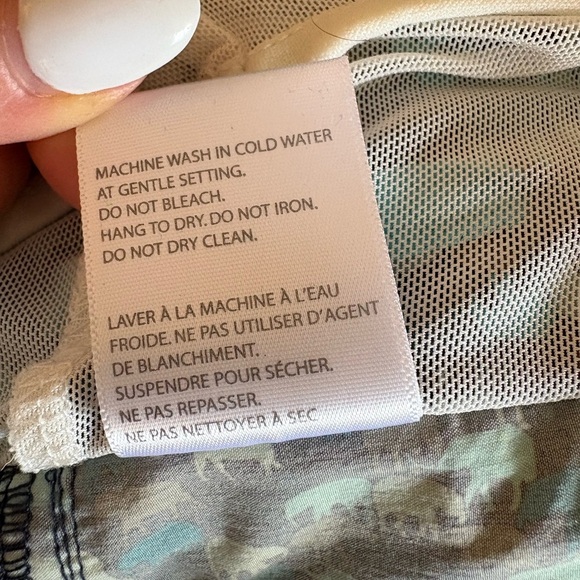 MACHINE WASH IN COLD WATER
AT GENTLE SETTING.
DO NOT BLEACH.
HANG TO DRY. DO NOT IRON.
DO NOT DRY CLEAN.
LAVER À LA MACHINE À L'EAU
FROIDE. NE PAS UTILISER D'AGENT
DE BLANCHIMENT.
SUSPENDRE POUR SÉCHER.
NE PAS REPASSER.
NE PAS NETTOYER À SEC